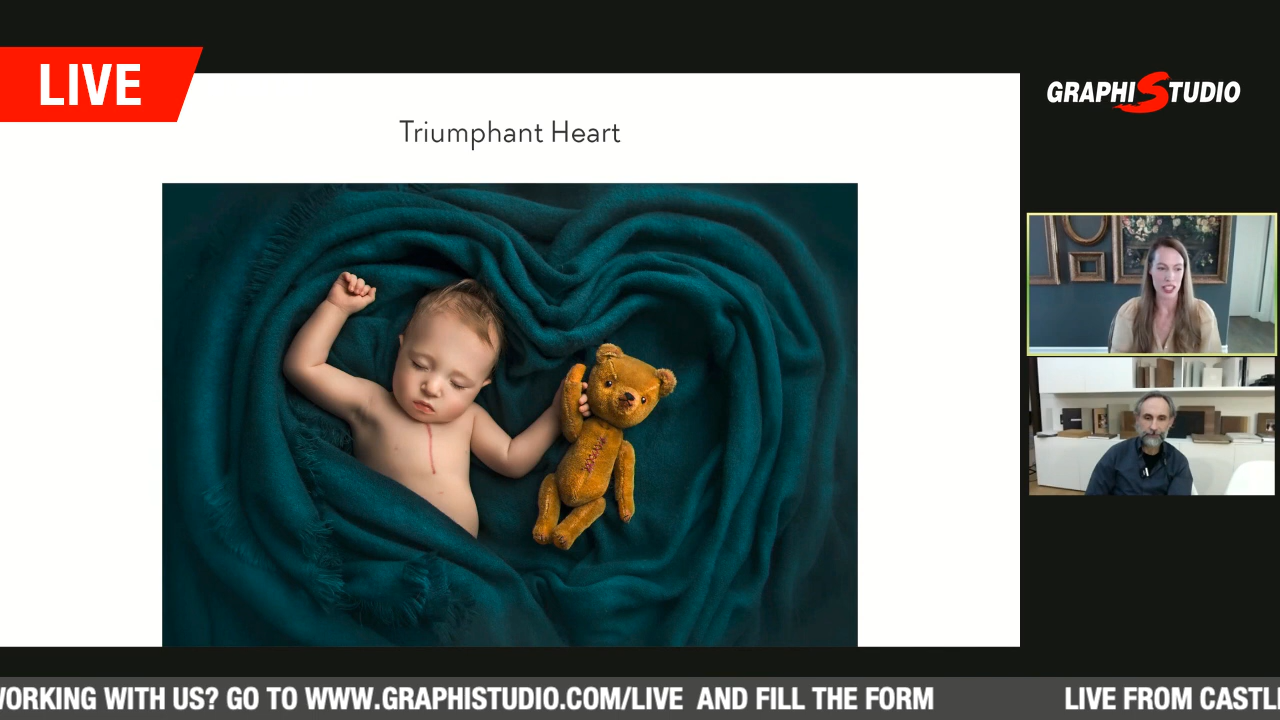 LIVE
GRAPHISTUDIO
Triumphant Heart
WORKING WITH US? GO TO WWW.GRAPHISTUDIO.COM/LIVE AND FILL THE FORM
LIVE FROM CASTL